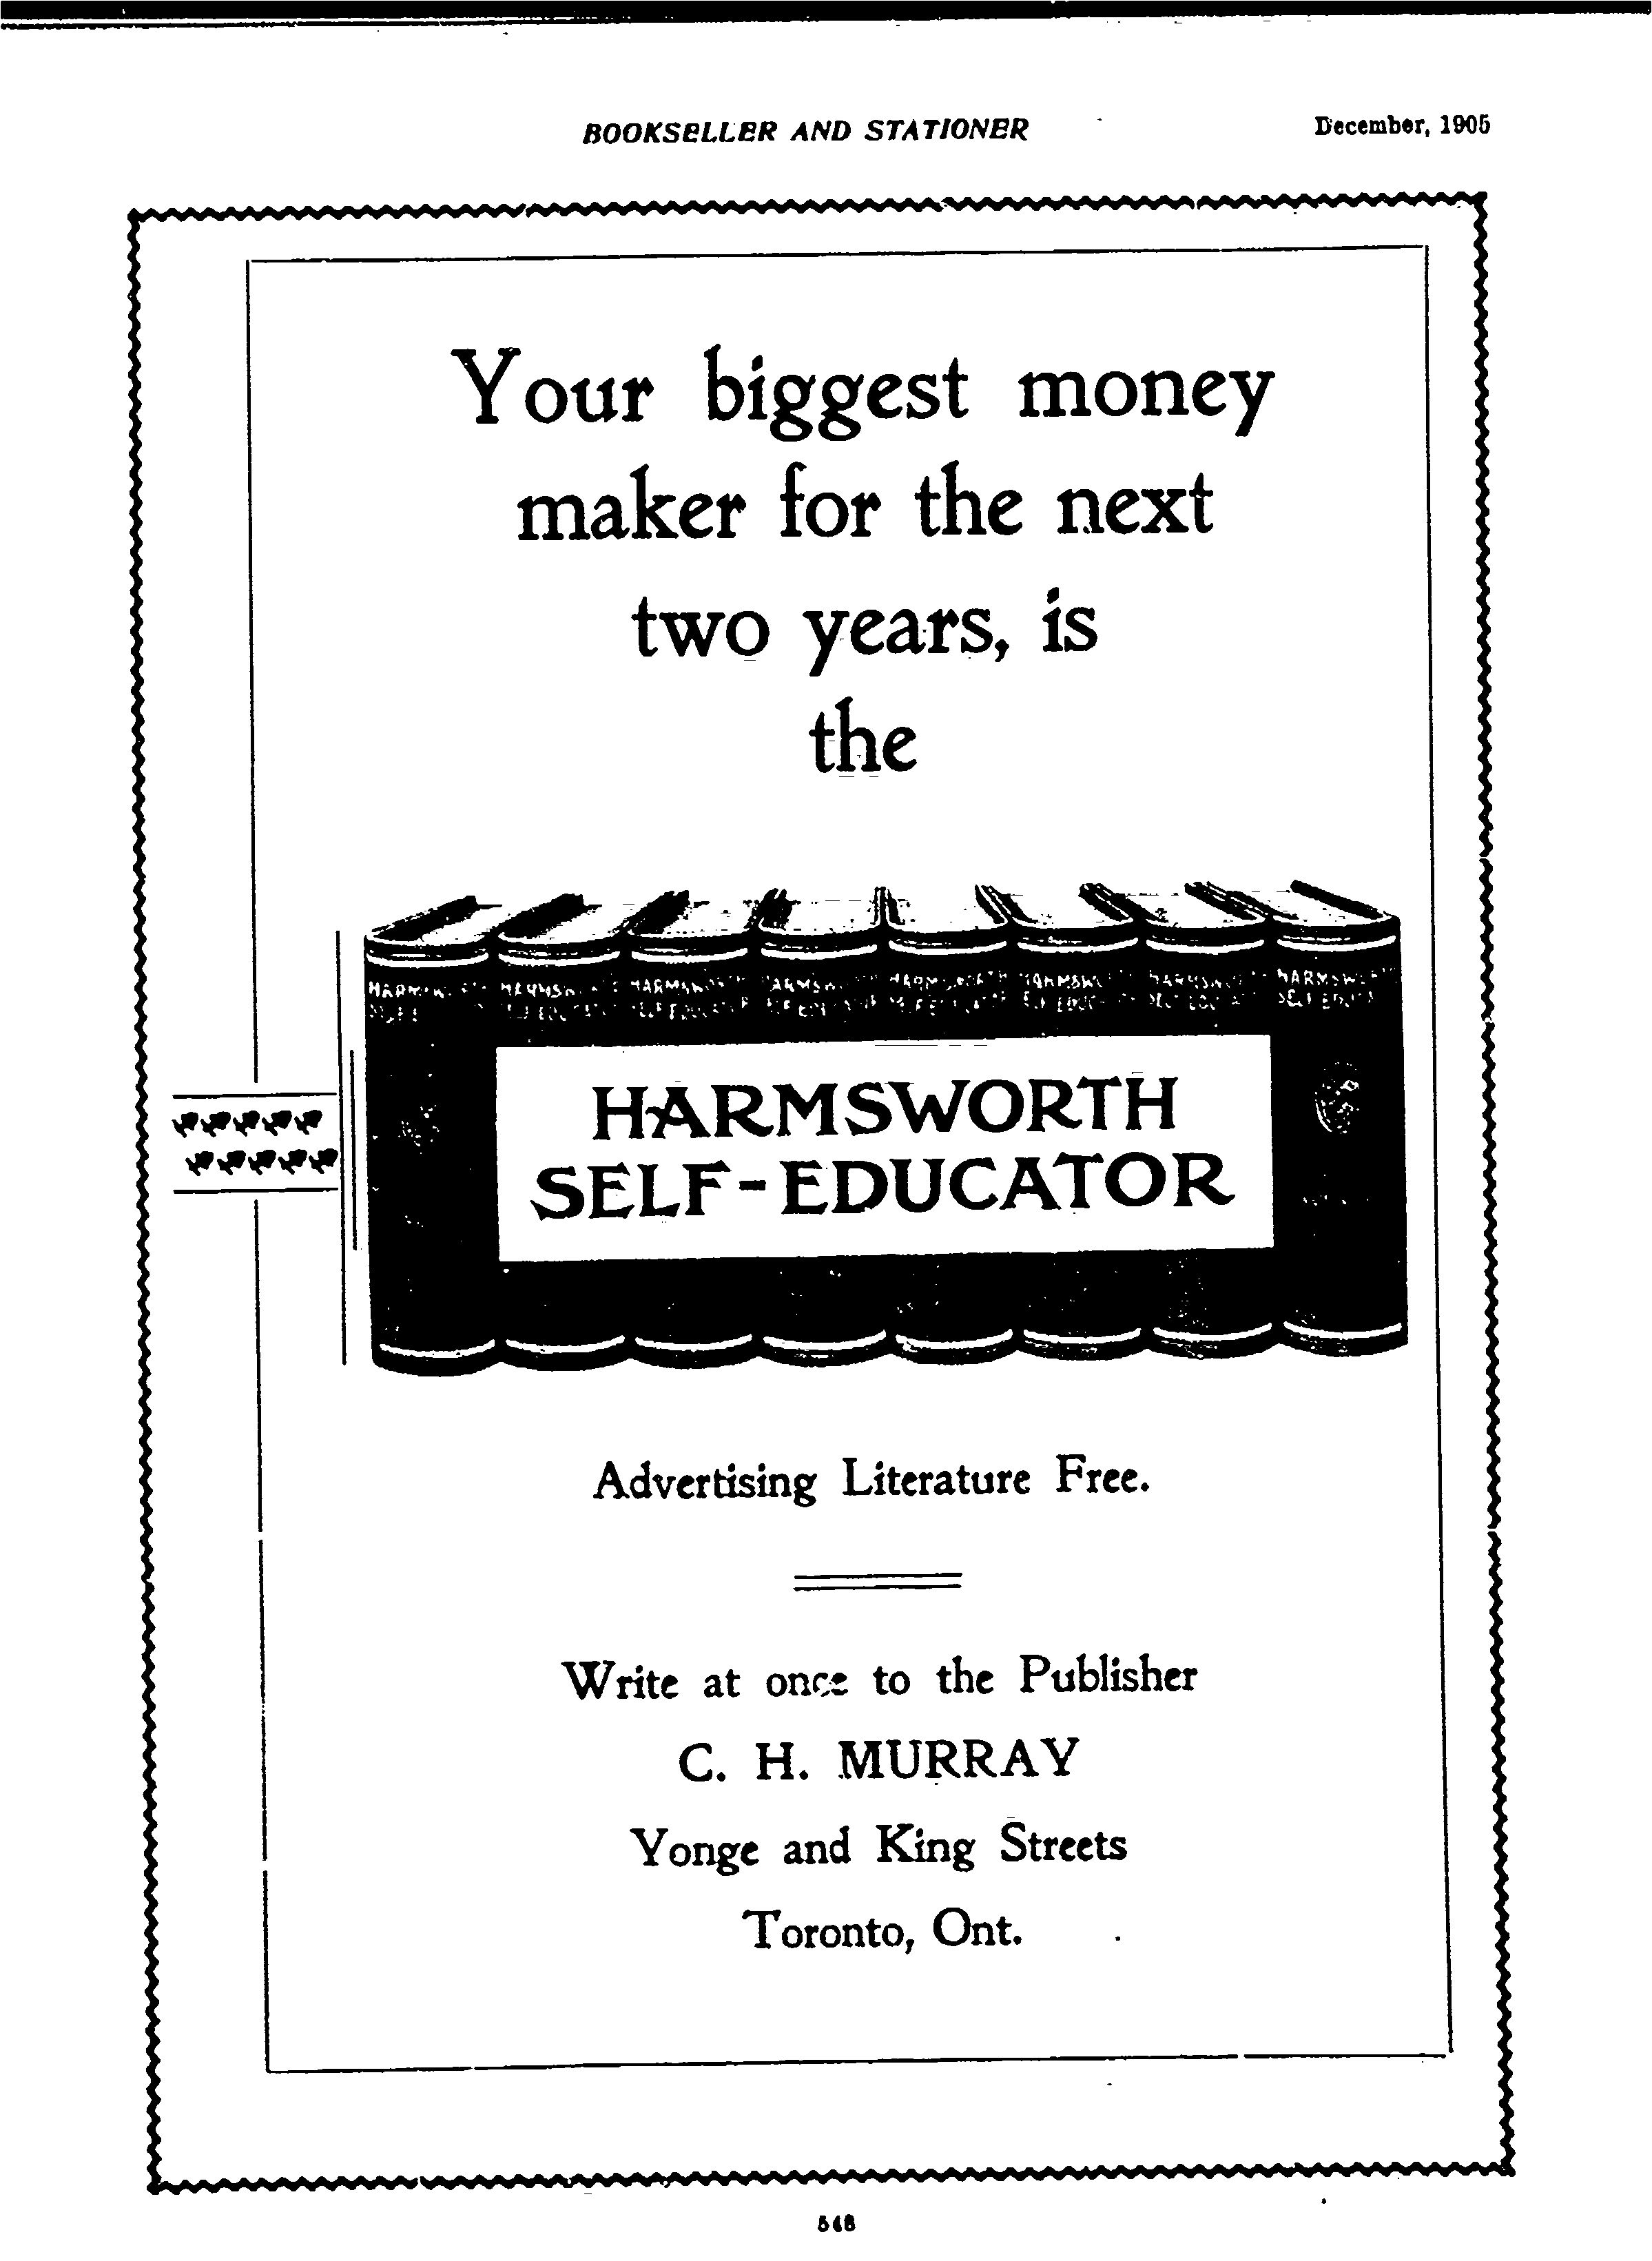 BOOKSELLER AND STATIONER
December, 1905
Your biggest money
maker for the next
two years, is
the
HARMSWORTH
SELF-EDUCATOR
Advertising Literature Free.
Write at once to the Publisher
C. H. MURRAY
Yonge and King Streets
Toronto, Ont.
548